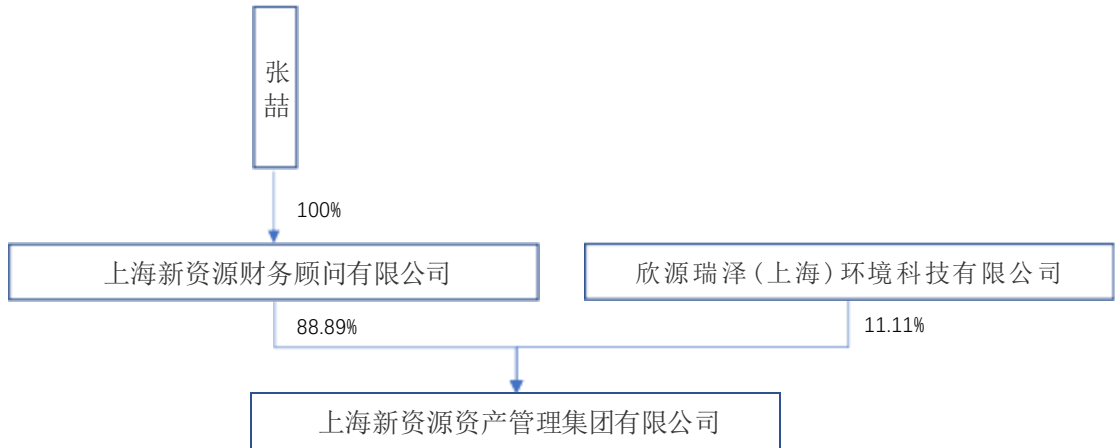 张
喆
100%
上海新资源财务顾问有限公司
欣源瑞泽(上海)环境科技有限公司
88.89%
11.11%
上海新资源资产管理集团有限公司